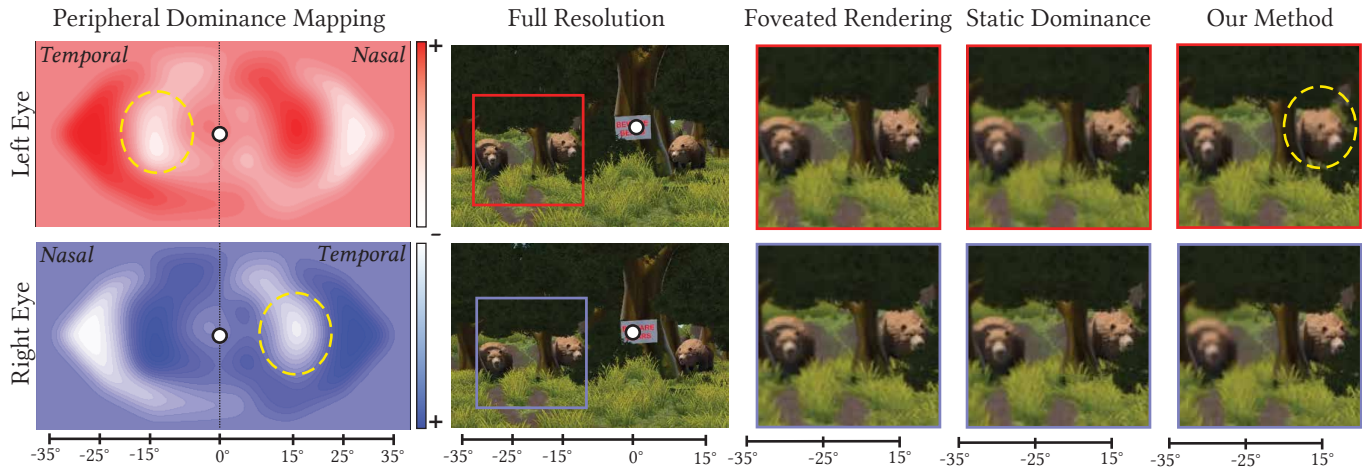 Peripheral Dominance Mapping
Full Resolution
Foveated Rendering
Static Dominance
Our Method
Left Eye
Temporal
Nasal
+
-
Right Eye
Nasal
Temporal
+
-35° -25° -15° 0° 15° 25° 35°
-35° -25° -15° 0° 15°
-35° -25° 15°
-35° -25° 15°
-35° -25° 15°